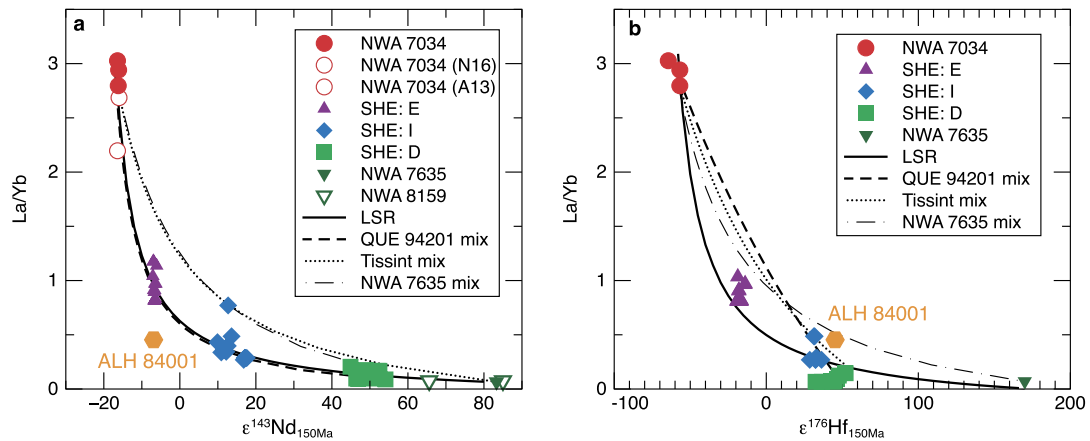 a
3
2
1
0
La/Yb
−20
0
20
40
60
80
ε¹⁴³Nd₁₅₀Ma
NWA 7034
NWA 7034 (N16)
NWA 7034 (A13)
SHE: E
SHE: I
SHE: D
NWA 7635
NWA 8159
LSR
QUE 94201 mix
Tissint mix
NWA 7635 mix
ALH 84001
b
3
2
1
0
La/Yb
-100
0
100
200
ε¹⁷⁶Hf₁₅₀Ma
NWA 7034
SHE: E
SHE: I
SHE: D
NWA 7635
LSR
QUE 94201 mix
Tissint mix
NWA 7635 mix
ALH 84001